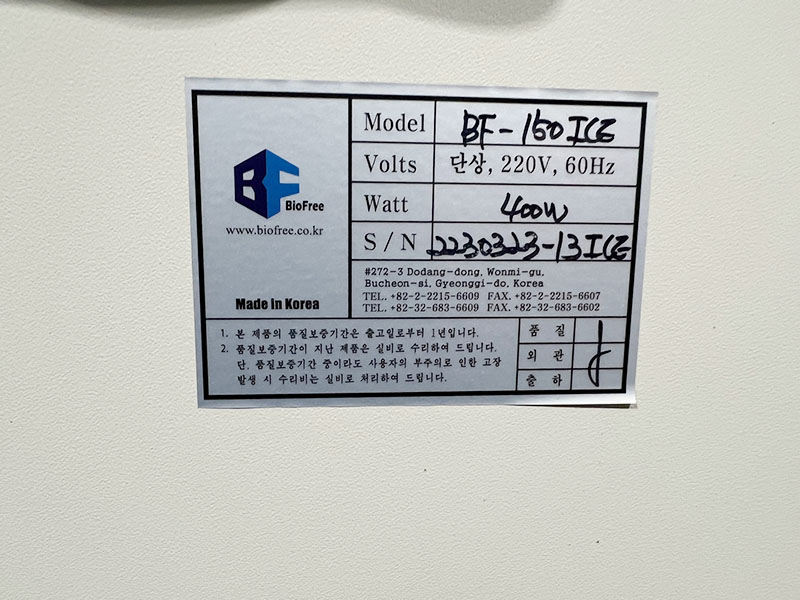 BF
BioFree
www.biofree.co.kr
Made in Korea
Model BF-150ICE
Volts 단상, 220V, 60Hz
Watt 400W
S / N 2230323-13ICE
#272-3 Dodang-dong, Wonmi-gu,
Bucheon-si, Gyeonggi-do, Korea
TEL. +82-2-2215-6609 FAX. +82-2-2215-6607
TEL. +82-32-683-6609 FAX. +82-32-683-6602
1. 본 제품의 품질보증기간은 출고일로부터 1년입니다.
2. 품질보증기간이 지난 제품은 실비로 수리하여 드립니다.
단, 품질보증기간 중이라도 사용자의 부주의로 인한 고장
발생 시 수리비는 실비로 처리하여 드립니다.
품 질
외 관
출 하